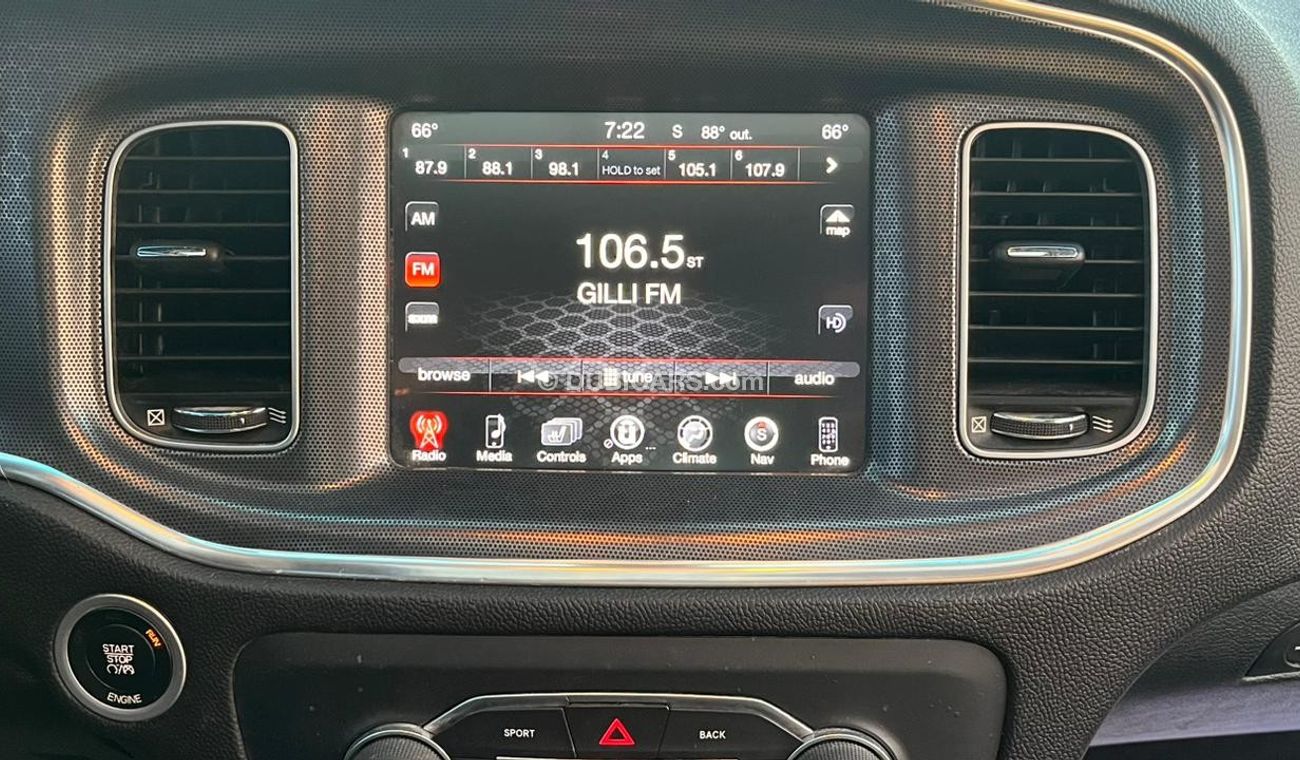 66° 7:22 S 88° out. 66°
1 87.9 2 88.1 3 98.1 4 HOLD to set 5 105.1 6 107.9
AM
map
106.5 ST
FM
GILLI FM
HD
browse tune audio
© DUBICARS.com
Radio Media Controls Apps ... Climate Nav Phone
S
RUN
START
STOP
ENGINE
SPORT BACK